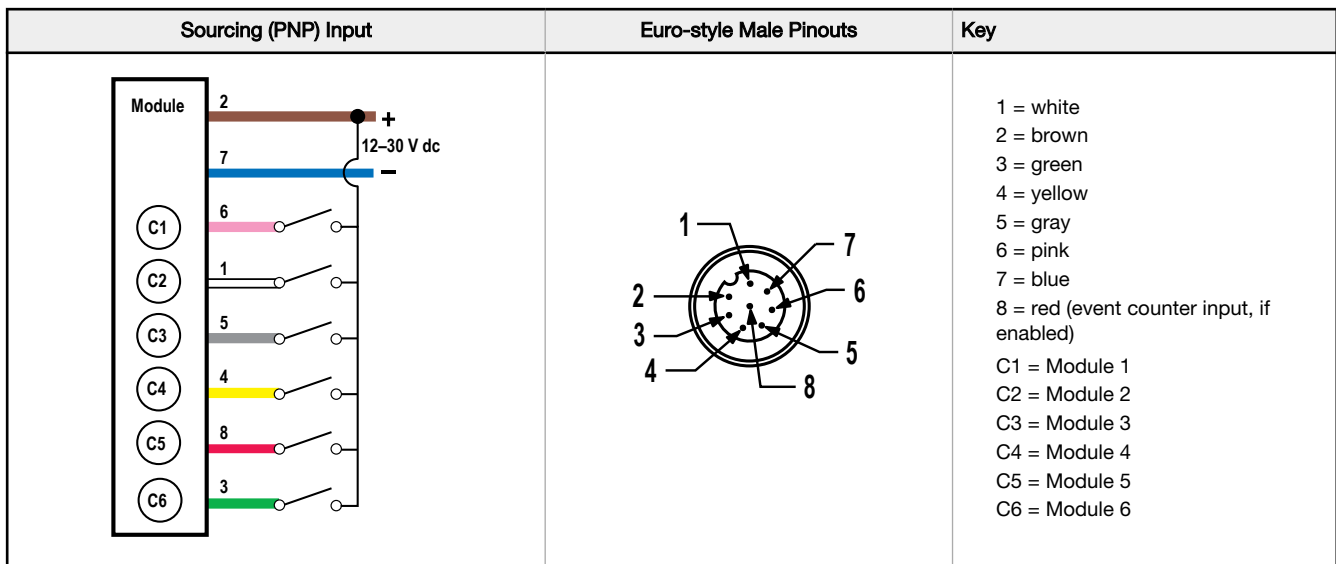 Sourcing (PNP) Input
Euro-style Male Pinouts
Key
Module
2
+
12–30 V dc
7
–
C1
6
C2
1
C3
5
C4
4
C5
8
C6
3
1
7
2
6
3
5
4
8
1 = white
2 = brown
3 = green
4 = yellow
5 = gray
6 = pink
7 = blue
8 = red (event counter input, if
enabled)
C1 = Module 1
C2 = Module 2
C3 = Module 3
C4 = Module 4
C5 = Module 5
C6 = Module 6